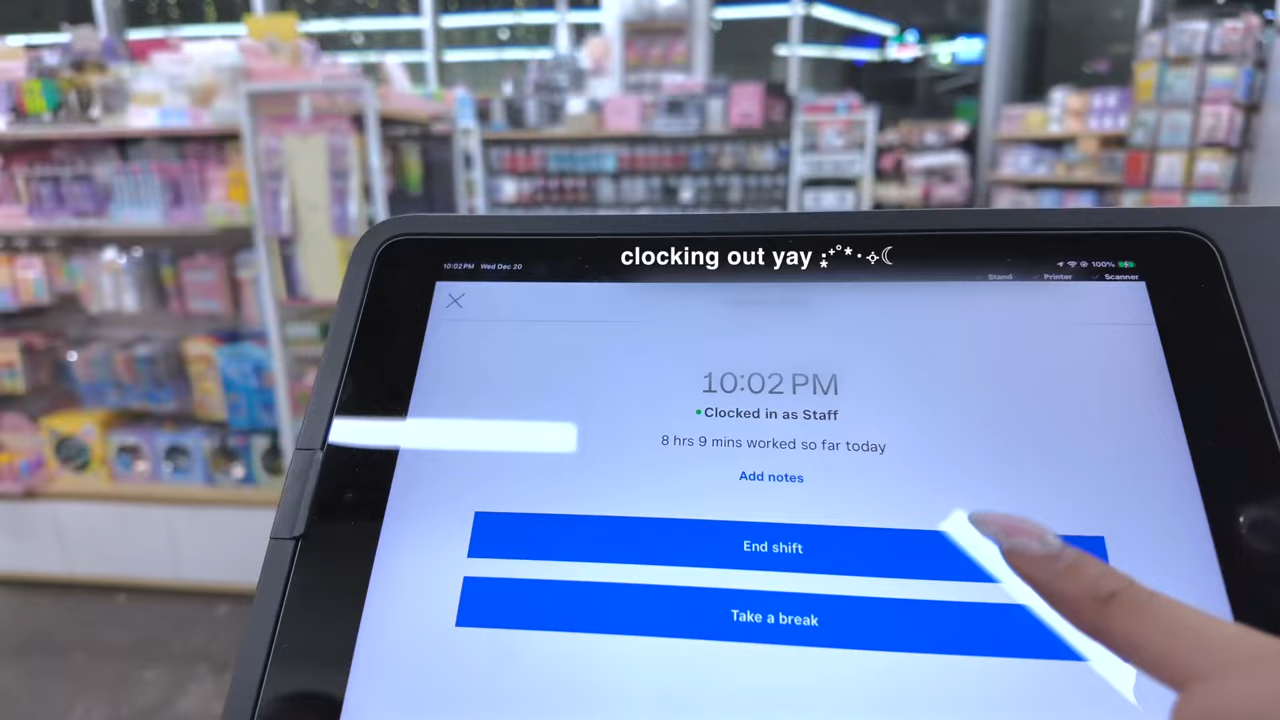 clocking out yay ⁏⁺˚*・༓☾
10:02 PM Wed Dec 20
100%
Stand Printer Scanner
10:02 PM
Clocked in as Staff
8 hrs 9 mins worked so far today
Add notes
End shift
Take a break